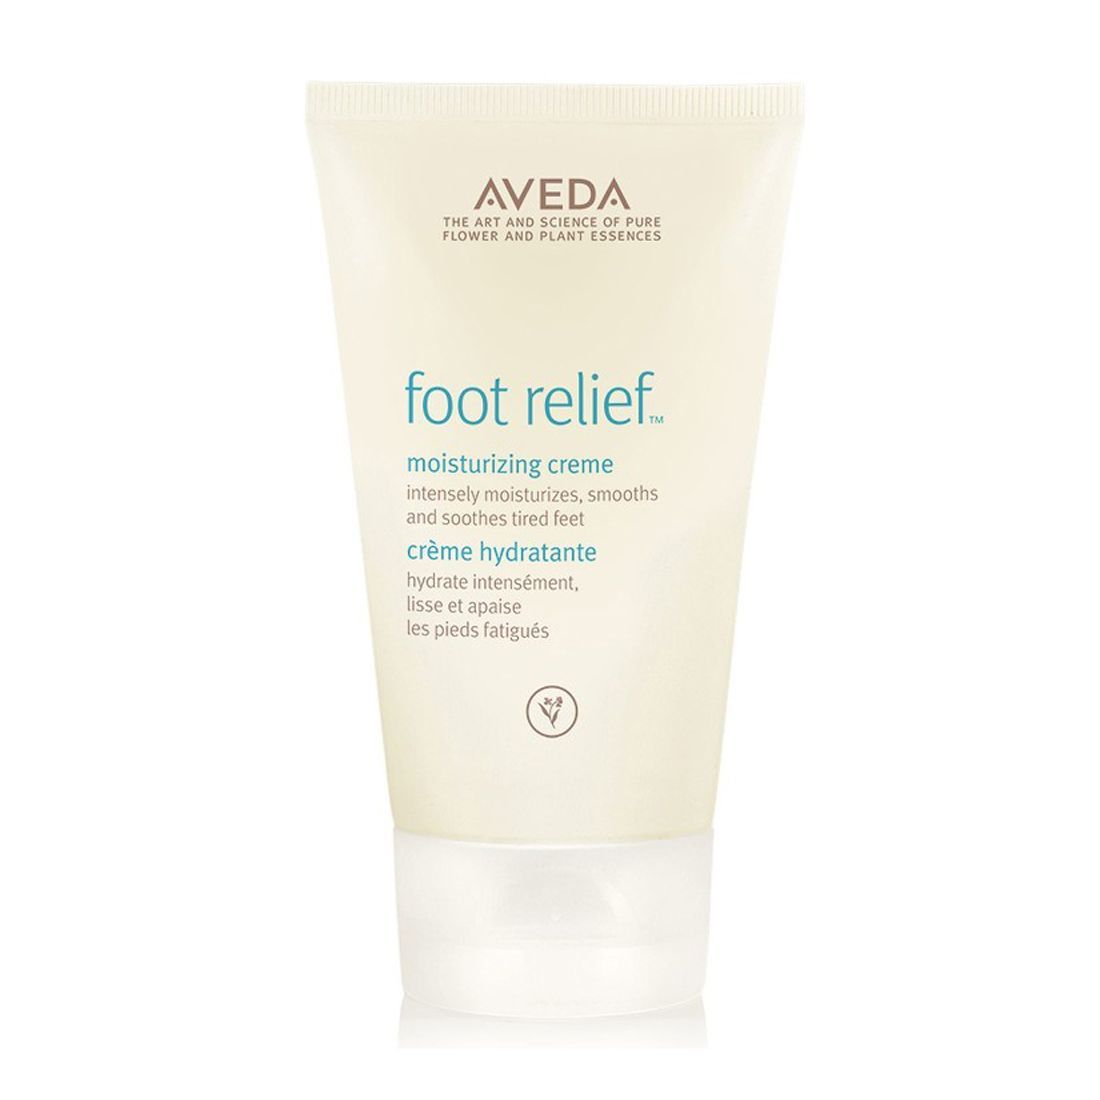 AVEDA
THE ART AND SCIENCE OF PURE
FLOWER AND PLANT ESSENCES
foot relief™
moisturizing creme
intensely moisturizes, smooths
and soothes tired feet
crème hydratante
hydrate intensément,
lisse et apaise
les pieds fatigués